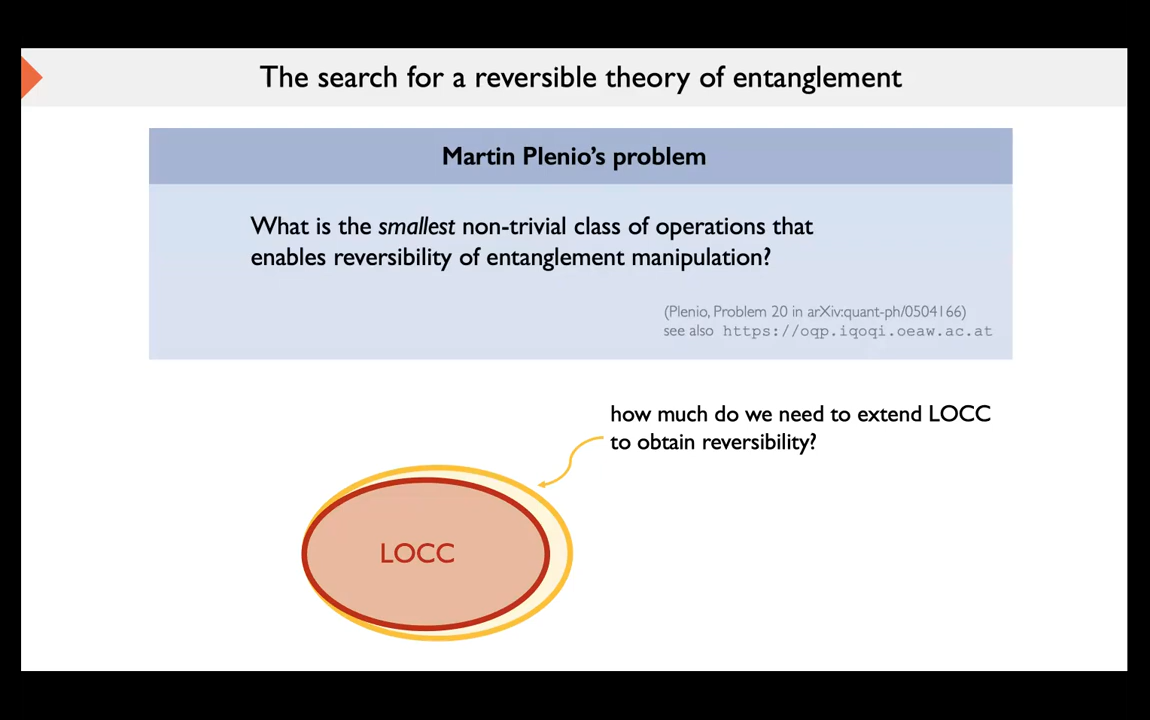 The search for a reversible theory of entanglement
Martin Plenio’s problem
What is the smallest non-trivial class of operations that
enables reversibility of entanglement manipulation?
(Plenio, Problem 20 in arXiv:quant-ph/0504166)
see also https://oqp.iqoqi.oeaw.ac.at
how much do we need to extend LOCC
to obtain reversibility?
LOCC